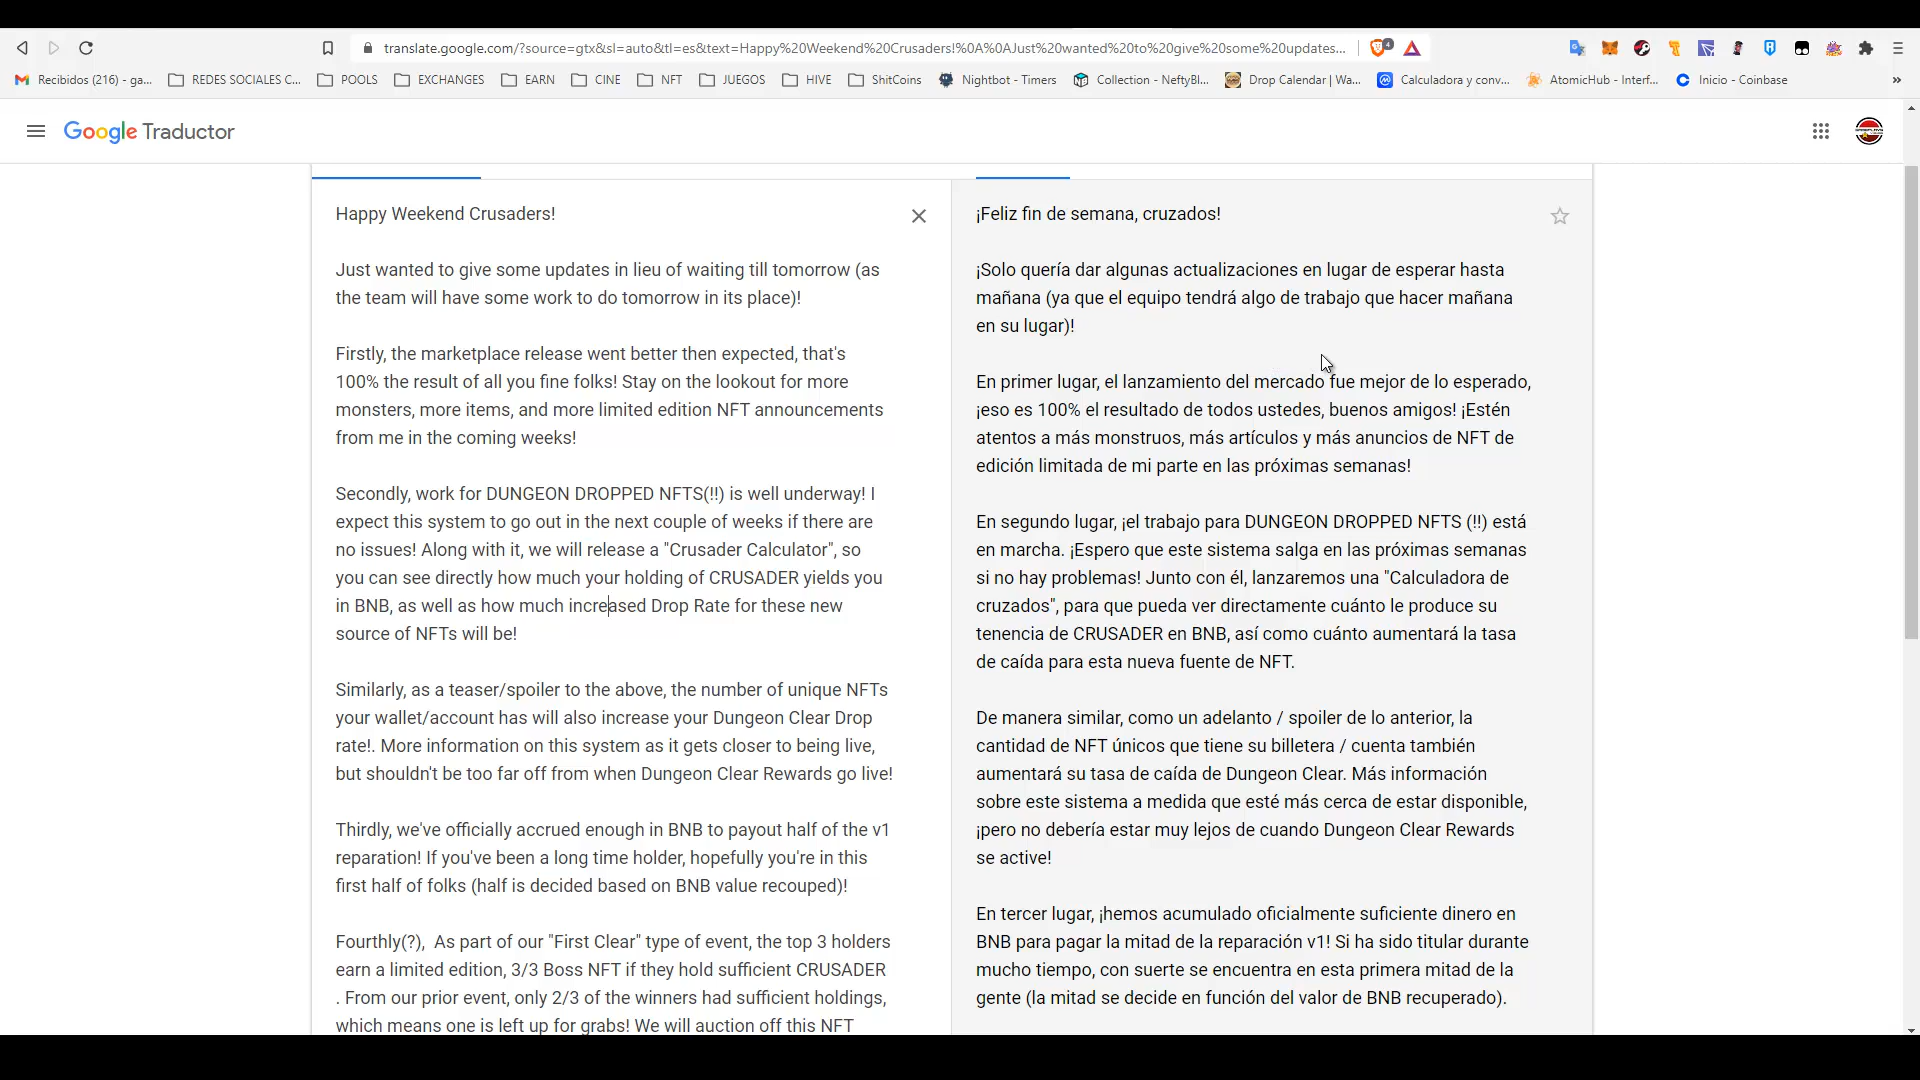 translate.google.com/?source=gtx&sl=auto&tl=es&text=Happy%20Weekend%20Crusaders!%0A%0AJust%20wanted%20to%20give%20some%20updates...
4
Recibidos (216) - ga...
REDES SOCIALES C...
POOLS
EXCHANGES
EARN
CINE
NFT
JUEGOS
HIVE
ShitCoins
Nightbot - Timers
Collection - NeftyBl...
Drop Calendar | Wa...
Calculadora y conv...
AtomicHub - Interf...
Inicio - Coinbase
»
Google Traductor
Happy Weekend Crusaders!
Just wanted to give some updates in lieu of waiting till tomorrow (as
the team will have some work to do tomorrow in its place)!
Firstly, the marketplace release went better then expected, that's
100% the result of all you fine folks! Stay on the lookout for more
monsters, more items, and more limited edition NFT announcements
from me in the coming weeks!
Secondly, work for DUNGEON DROPPED NFTS(!!) is well underway! I
expect this system to go out in the next couple of weeks if there are
no issues! Along with it, we will release a "Crusader Calculator", so
you can see directly how much your holding of CRUSADER yields you
in BNB, as well as how much increased Drop Rate for these new
source of NFTs will be!
Similarly, as a teaser/spoiler to the above, the number of unique NFTs
your wallet/account has will also increase your Dungeon Clear Drop
rate!. More information on this system as it gets closer to being live,
but shouldn't be too far off from when Dungeon Clear Rewards go live!
Thirdly, we've officially accrued enough in BNB to payout half of the v1
reparation! If you've been a long time holder, hopefully you're in this
first half of folks (half is decided based on BNB value recouped)!
Fourthly(?),  As part of our "First Clear" type of event, the top 3 holders
earn a limited edition, 3/3 Boss NFT if they hold sufficient CRUSADER
. From our prior event, only 2/3 of the winners had sufficient holdings,
which means one is left up for grabs! We will auction off this NFT
¡Feliz fin de semana, cruzados!
¡Solo quería dar algunas actualizaciones en lugar de esperar hasta
mañana (ya que el equipo tendrá algo de trabajo que hacer mañana
en su lugar)!
En primer lugar, el lanzamiento del mercado fue mejor de lo esperado,
¡eso es 100% el resultado de todos ustedes, buenos amigos! ¡Estén
atentos a más monstruos, más artículos y más anuncios de NFT de
edición limitada de mi parte en las próximas semanas!
En segundo lugar, ¡el trabajo para DUNGEON DROPPED NFTS (!!) está
en marcha. ¡Espero que este sistema salga en las próximas semanas
si no hay problemas! Junto con él, lanzaremos una "Calculadora de
cruzados", para que pueda ver directamente cuánto le produce su
tenencia de CRUSADER en BNB, así como cuánto aumentará la tasa
de caída para esta nueva fuente de NFT.
De manera similar, como un adelanto / spoiler de lo anterior, la
cantidad de NFT únicos que tiene su billetera / cuenta también
aumentará su tasa de caída de Dungeon Clear. Más información
sobre este sistema a medida que esté más cerca de estar disponible,
¡pero no debería estar muy lejos de cuando Dungeon Clear Rewards
se active!
En tercer lugar, ¡hemos acumulado oficialmente suficiente dinero en
BNB para pagar la mitad de la reparación v1! Si ha sido titular durante
mucho tiempo, con suerte se encuentra en esta primera mitad de la
gente (la mitad se decide en función del valor de BNB recuperado).